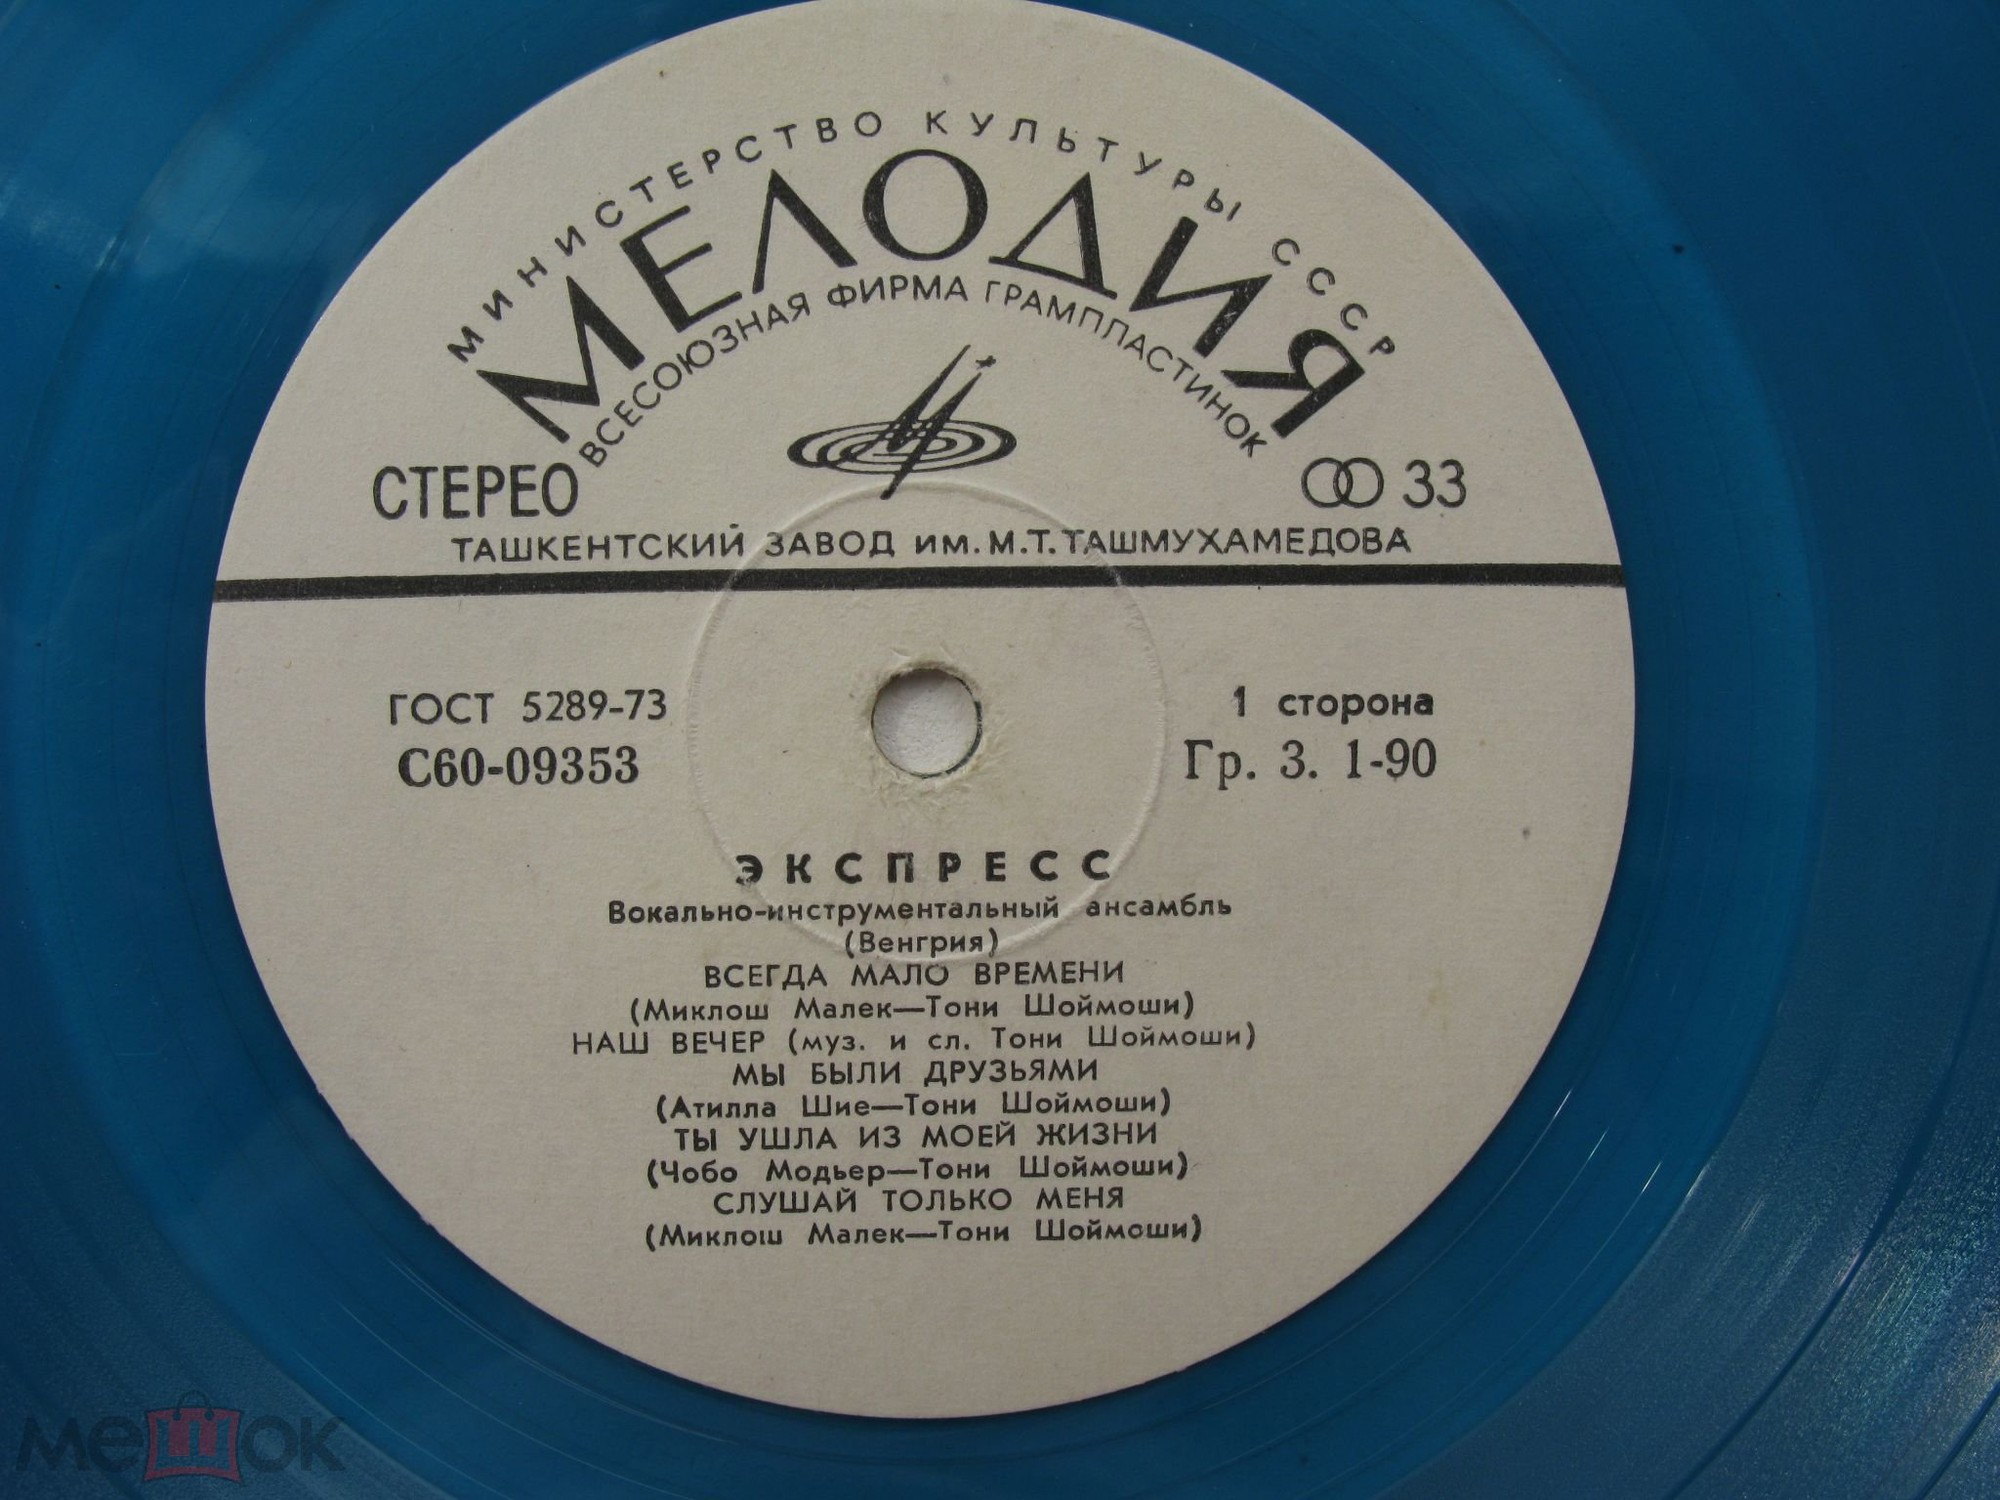 МИНИСТЕРСТВО КУЛЬТУРЫ СССР
МЕЛОДИЯ
ВСЕСОЮЗНАЯ ФИРМА ГРАМПЛАСТИНОК
СТЕРЕО 33
ТАШКЕНТСКИЙ ЗАВОД ИМ. М.Т. ТАШМУХАМЕДОВА
ГОСТ 5289-73 1 сторона
С60-09353 Гр. 3. 1-90
ЭКСПРЕСС
Вокально-инструментальный ансамбль
(Венгрия)
ВСЕГДА МАЛО ВРЕМЕНИ
(Миклош Малек—Тони Шоймоши)
НАШ ВЕЧЕР (муз. и сл. Тони Шоймоши)
МЫ БЫЛИ ДРУЗЬЯМИ
(Атилла Шие—Тони Шоймоши)
ТЫ УШЛА ИЗ МОЕЙ ЖИЗНИ
(Чобо Модьер—Тони Шоймоши)
СЛУШАЙ ТОЛЬКО МЕНЯ
(Миклош Малек—Тони Шоймоши)
мешок